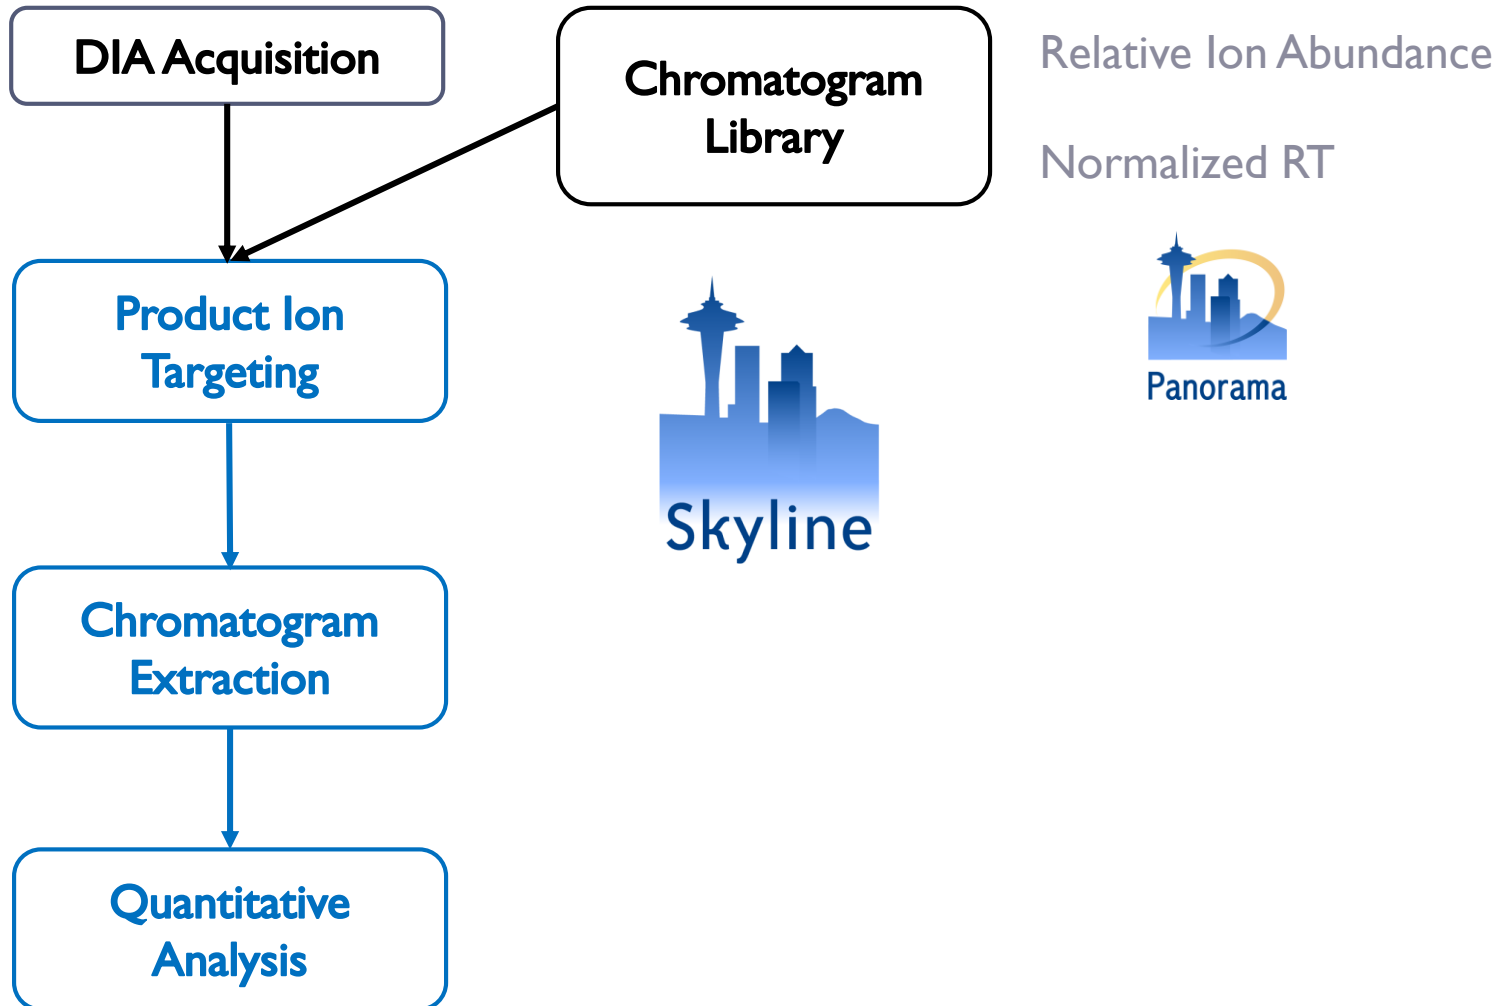 DIA Acquisition
Chromatogram
Library
Relative Ion Abundance
Normalized RT
Product Ion
Targeting
Skyline
Panorama
Chromatogram
Extraction
Quantitative
Analysis